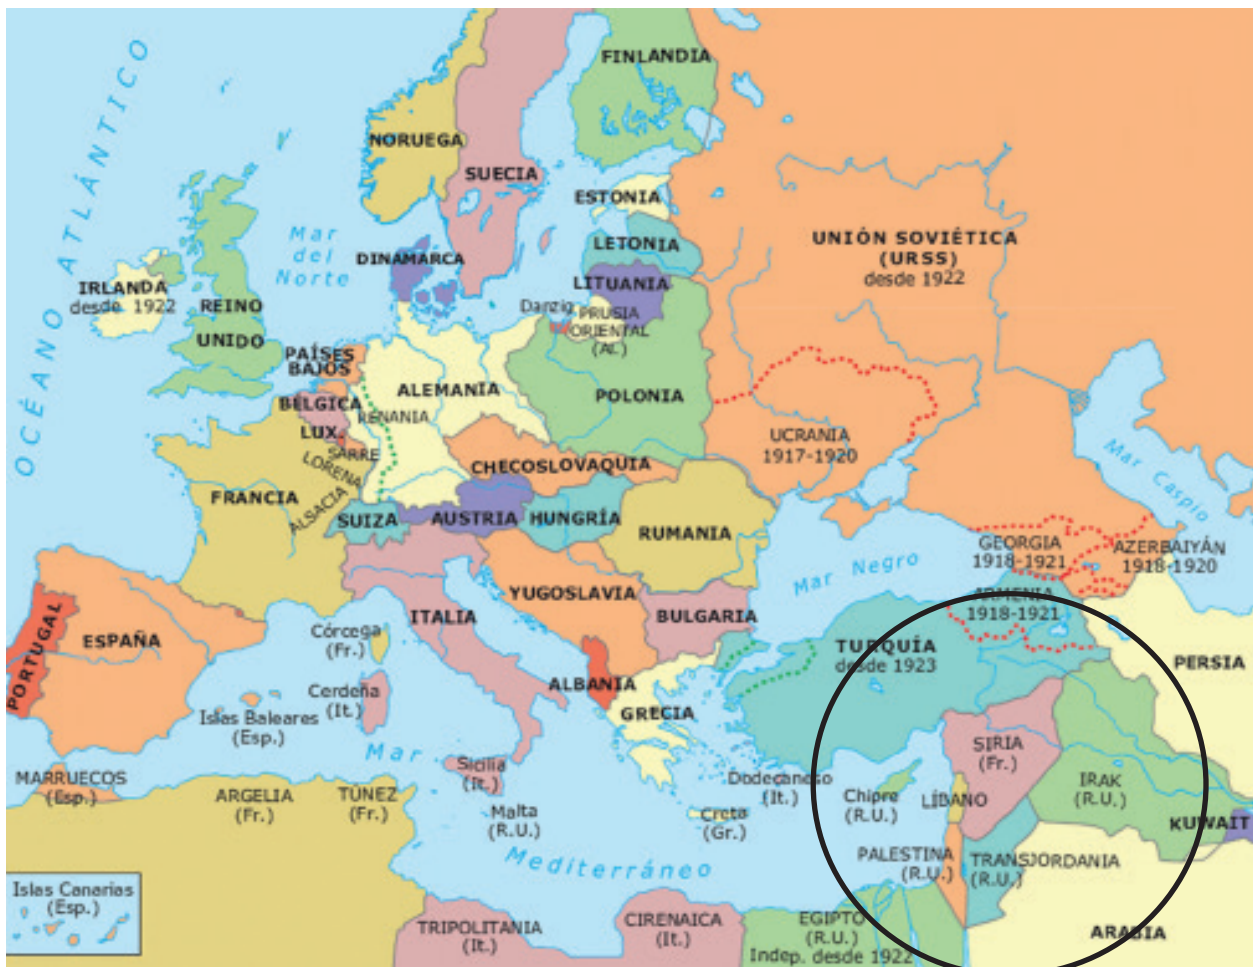 OCÉANO ATLÁNTICO
FINLANDIA
NORUEGA
SUECIA
ESTONIA
LETONIA
LITUANIA
UNIÓN SOVIÉTICA
(URSS)
desde 1922
Mar
del
Norte
DINAMARCA
IRLANDA
desde 1922
REINO
UNIDO
Danzig
PRUSIA
ORIENTAL
(Al.)
PAÍSES
BAJOS
ALEMANIA
POLONIA
BELGICA
RENANIA
LUX.
SARRE
LORENA
ALSACIA
UCRANIA
1917-1920
CHECOSLOVAQUIA
FRANCIA
SUIZA
AUSTRIA
HUNGRÍA
RUMANIA
Mar Caspio
Mar Negro
GEORGIA
1918-1921
AZERBAIYÁN
1918-1920
ARMENIA
1918-1921
YUGOSLAVIA
ITALIA
BULGARIA
PORTUGAL
ESPAÑA
Córcega
(Fr.)
TURQUÍA
desde 1923
PERSIA
Cerdeña
(It.)
ALBANIA
GRECIA
Islas Baleares
(Esp.)
Mar
Mediterráneo
SIRIA
(Fr.)
MARRUECOS
(Esp.)
ARGELIA
(Fr.)
TÚNEZ
(Fr.)
Sicilia
(It.)
Malta
(R.U.)
Dodecaneso
(It.)
Creta
(Gr.)
Chipre
(R.U.)
LÍBANO
IRAK
(R.U.)
KUWAIT
PALESTINA
(R.U.)
TRANSJORDANIA
(R.U.)
Islas Canarias
(Esp.)
TRIPOLITANIA
(It.)
CIRENAICA
(It.)
EGIPTO
(R.U.)
Indep. desde 1922
ARABIA